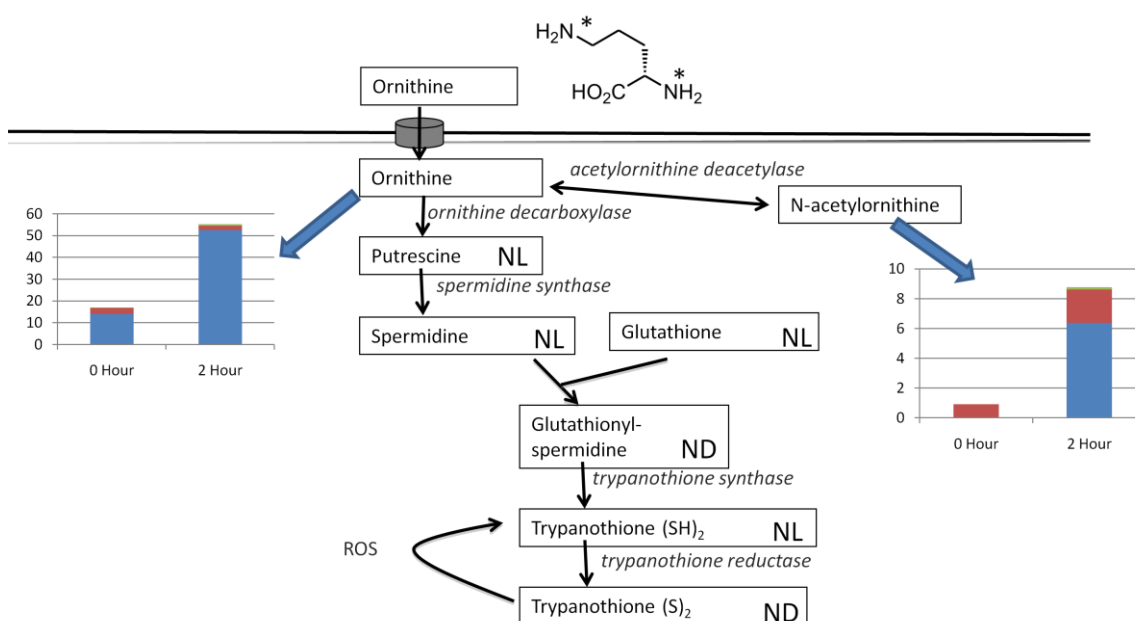 H2N * 
*
HO2C NH2
Ornithine
Ornithine
acetylornithine deacetylase
N-acetylornithine
ornithine decarboxylase
Putrescine NL
spermidine synthase
Spermidine NL
Glutathione NL
Glutathionyl-
spermidine ND
trypanothione synthase
Trypanothione (SH)2 NL
ROS
trypanothione reductase
Trypanothione (S)2 ND
60
50
40
30
20
10
0
0 Hour 2 Hour
10
8
6
4
2
0
0 Hour 2 Hour